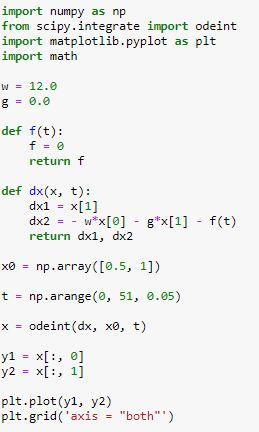 import numpy as np
from scipy.integrate import odeint
import matplotlib.pyplot as plt
import math
w = 12.0
g = 0.0
def f(t):
    f = 0
    return f
def dx(x, t):
    dx1 = x[1]
    dx2 = - w*x[0] - g*x[1] - f(t)
    return dx1, dx2
x0 = np.array([0.5, 1])
t = np.arange(0, 51, 0.05)
x = odeint(dx, x0, t)
y1 = x[:, 0]
y2 = x[:, 1]
plt.plot(y1, y2)
plt.grid('axis = "both"')